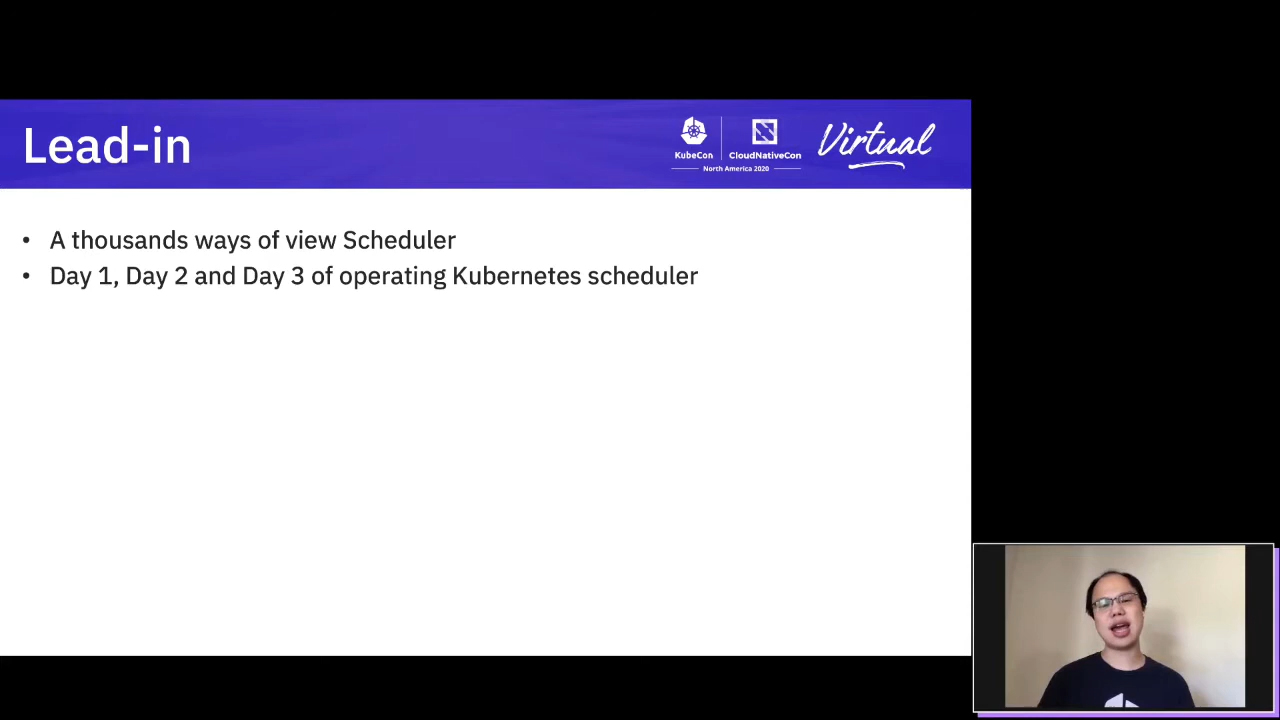 Lead-in
KubeCon
CloudNativeCon
North America 2020
Virtual
• A thousands ways of view Scheduler
• Day 1, Day 2 and Day 3 of operating Kubernetes scheduler